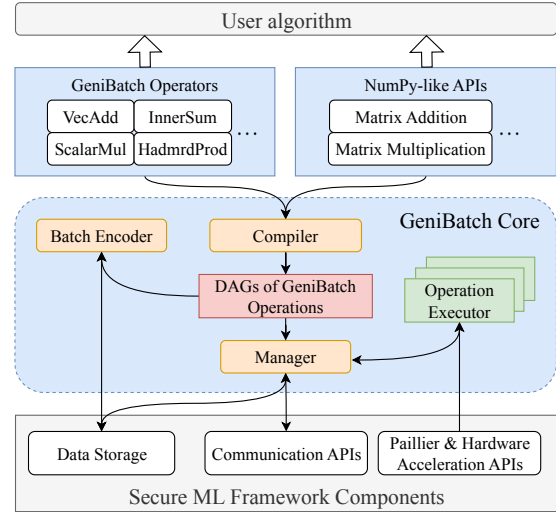 User algorithm
GeniBatch Operators
VecAdd
InnerSum
ScalarMul
HadmrdProd
...
NumPy-like APIs
Matrix Addition
Matrix Multiplication
...
GeniBatch Core
Batch Encoder
Compiler
DAGs of GeniBatch
Operations
Operation
Executor
Manager
Data Storage
Communication APIs
Paillier & Hardware
Acceleration APIs
Secure ML Framework Components